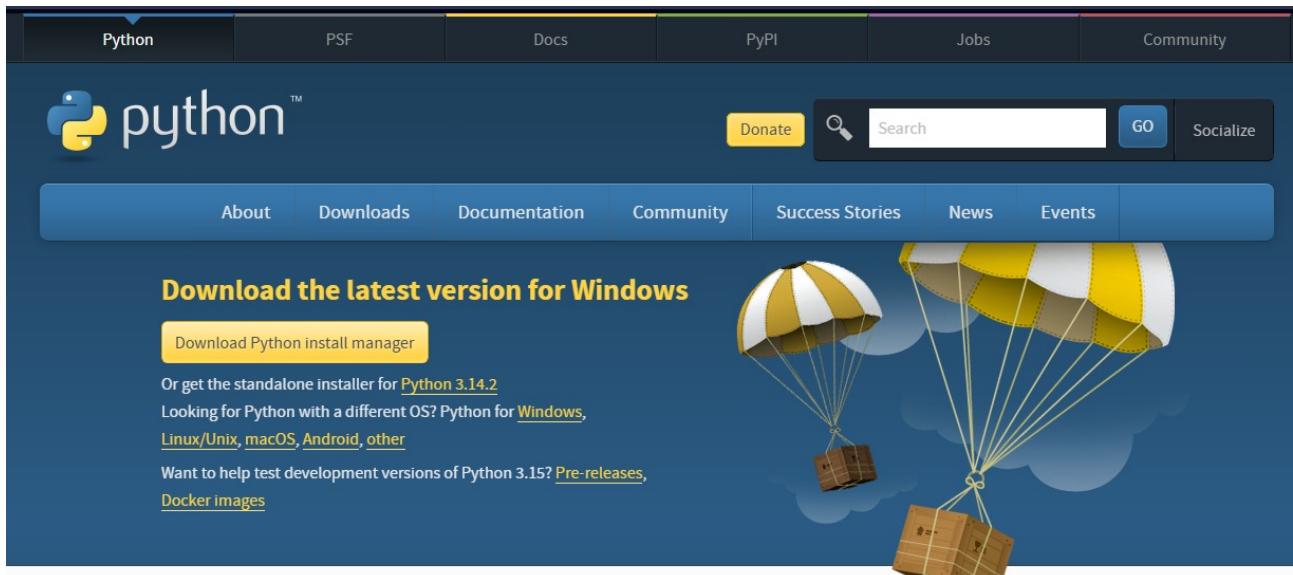 Python PSF Docs PyPI Jobs Community
python™
Donate Search GO Socialize
About Downloads Documentation Community Success Stories News Events
Download the latest version for Windows
Download Python install manager
Or get the standalone installer for Python 3.14.2
Looking for Python with a different OS? Python for Windows,
Linux/Unix, macOS, Android, other
Want to help test development versions of Python 3.15? Pre-releases,
Docker images